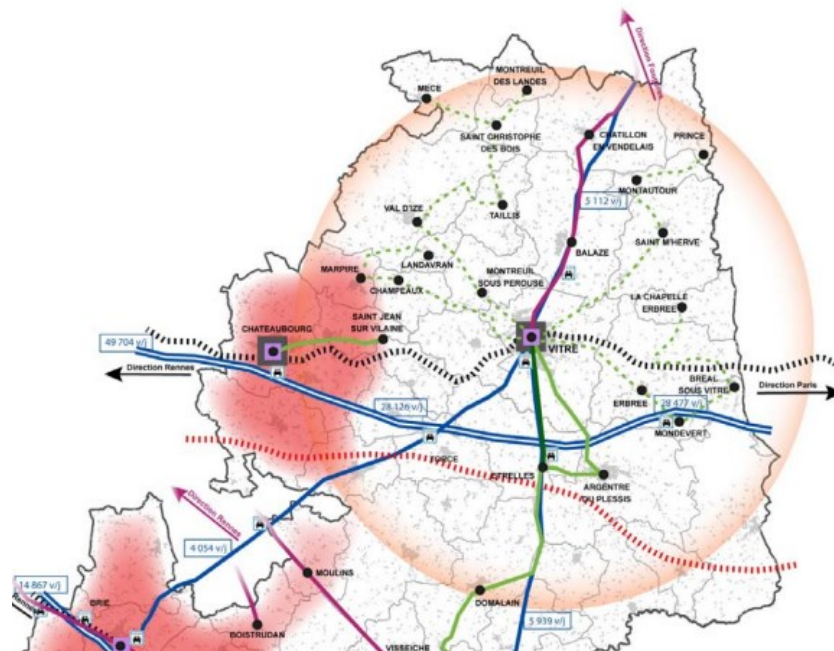 Direction Fougères
MONTREUIL
DES LANDES
MECE
SAINT CHRISTOPHE
DES BOIS
CHATILLON
EN VENDELAIS
PRINCE
MONTAUTOUR
5 112 v/j
VAL D'IZE
TAILLIS
SAINT M'HERVE
BALAZE
LANDAVRAN
MARPIRE
CHAMPEAUX
MONTREUIL
SOUS PEROUSE
LA CHAPELLE
ERBREE
CHATEAUBOURG
SAINT JEAN
SUR VILAINE
49 704 v/j
VITRE
Direction Rennes
BREAL
SOUS VITRE
Direction Paris
ERBREE
28 126 v/j
28 477 v/j
MONDEVERT
TORCE
ETRELLES
ARGENTRE
DU PLESSIS
Direction Rennes
4 054 v/j
MOULINS
14 867 v/j
BRIE
DOMALAIN
Rennes
BOISTRUDAN
5 939 v/j
VISSEICHE